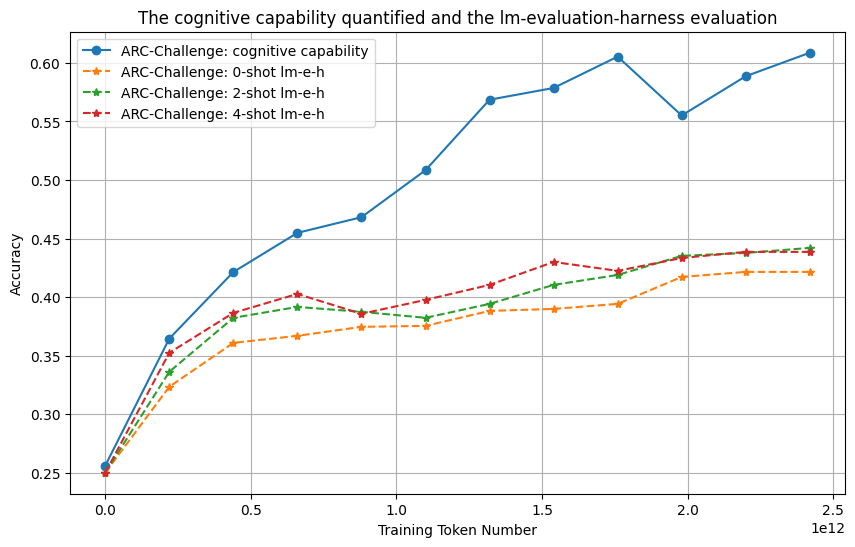 The cognitive capability quantified and the lm-evaluation-harness evaluation
ARC-Challenge: cognitive capability
ARC-Challenge: 0-shot lm-e-h
ARC-Challenge: 2-shot lm-e-h
ARC-Challenge: 4-shot lm-e-h
0.60
0.55
0.50
0.45
0.40
0.35
0.30
0.25
Accuracy
0.0
0.5
1.0
1.5
2.0
2.5
1e12
Training Token Number